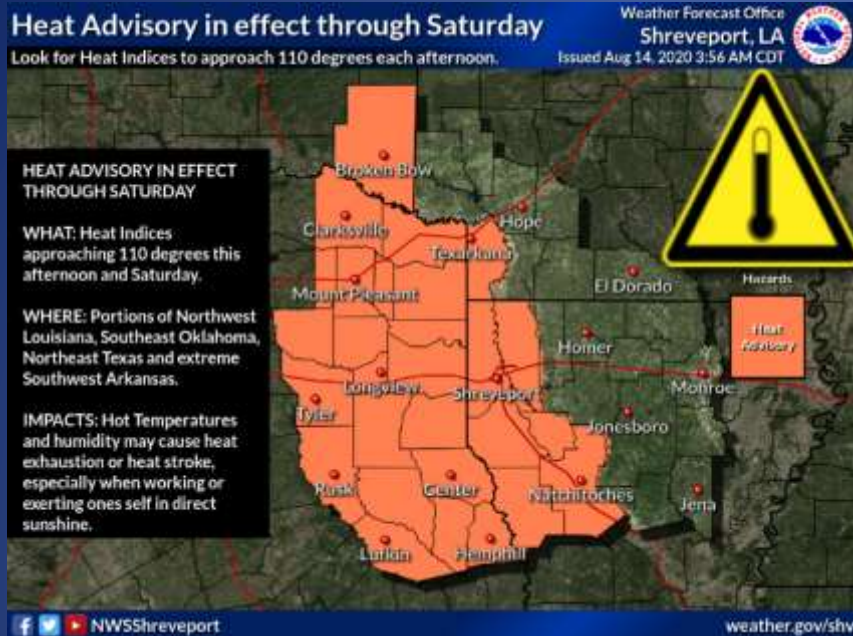 Heat Advisory in effect through Saturday
Look for Heat Indices to approach 110 degrees each afternoon.
Weather Forecast Office
Shreveport, LA
Issued Aug 14, 2020 3:56 AM CDT
HEAT ADVISORY IN EFFECT
THROUGH SATURDAY
WHAT: Heat Indices
approaching 110 degrees this
afternoon and Saturday.
WHERE: Portions of Northwest
Louisiana, Southeast Oklahoma,
Northeast Texas and extreme
Southwest Arkansas.
IMPACTS: Hot Temperatures
and humidity may cause heat
exhaustion or heat stroke,
especially when working or
exerting ones self in direct
sunshine.
Broken Bow
Clarksville
Hope
Texarkana
Mount Pleasant
El Dorado
Homer
Longview
Shreveport
Monroe
Tyler
Jonesboro
Rusk
Center
Natchitoches
Jena
Lufkin
Hemphill
Hazards
Heat
Advisory
NWSShreveport
weather.gov/shv